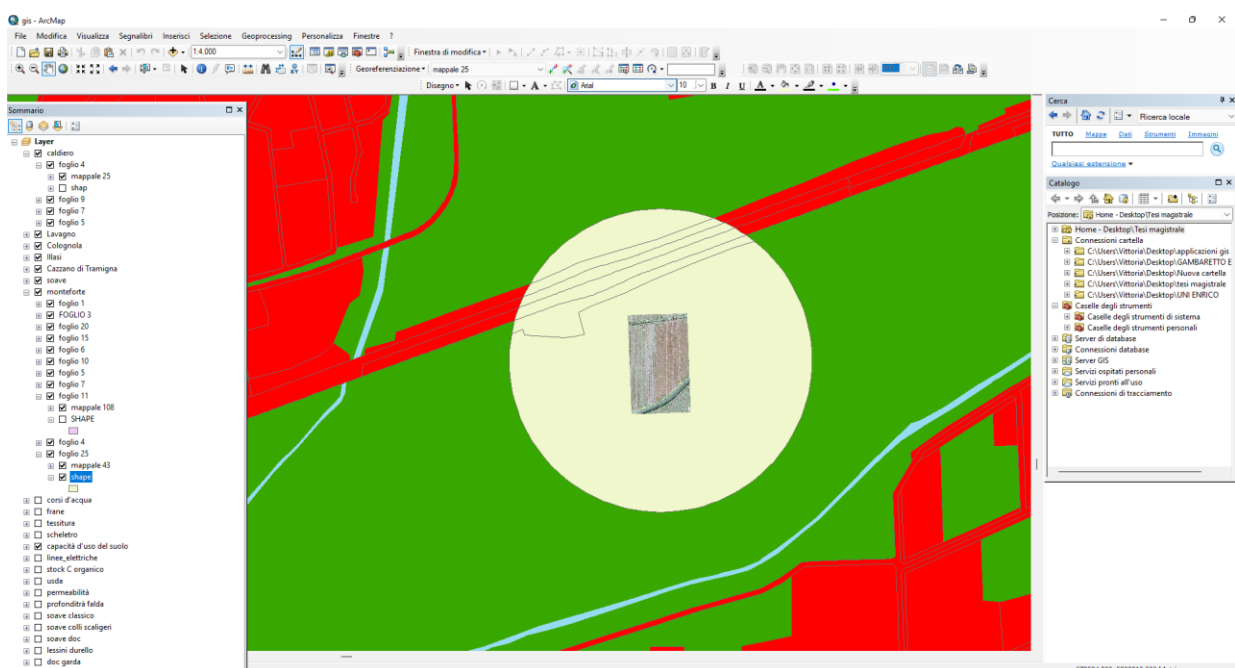 gis - ArcMap
File Modifica Visualizza Segnalibri Inserisci Selezione Geoprocessing Personalizza Finestre ?
1:4.000
Finestra di modifica
Georeferenziazione
mappale 25
Disegno
A
Arial
10
B I U A
Sommario
Layer
caldiero
foglio 4
mappale 25
shap
foglio 9
foglio 7
foglio 5
Lavagno
Colognola
Illasi
Cazzano di Tramigna
soave
monteforte
foglio 1
FOGLIO 3
foglio 20
foglio 15
foglio 6
foglio 10
foglio 5
foglio 7
foglio 11
mappale 108
SHAPE
foglio 4
foglio 25
mappale 43
shape
corsi d'acqua
frane
tessitura
scheletro
capacità d'uso del suolo
linee_elettriche
stock C organico
usda
permeabilità
profonditrá falda
soave classico
soave colli scaligeri
soave doc
lessini durello
doc garda
Cerca
Ricerca locale
TUTTO Mappe Dati Strumenti Immagini
Qualsiasi estensione
Catalogo
Posizione: Home - Desktop\Tesi magistrale
Home - Desktop\Tesi magistrale
Connessioni cartella
C:\Users\Vittoria\Desktop\applicazioni gis
C:\Users\Vittoria\Desktop\GAMBARETTO E
C:\Users\Vittoria\Desktop\Nuova cartella
C:\Users\Vittoria\Desktop\tesi magistrale
C:\Users\Vittoria\Desktop\UNI ENRICO
Caselle degli strumenti
Caselle degli strumenti di sistema
Caselle degli strumenti personali
Server di database
Connessioni database
Server GIS
Servizi ospitati personali
Servizi pronti all'uso
Connessioni di tracciamento